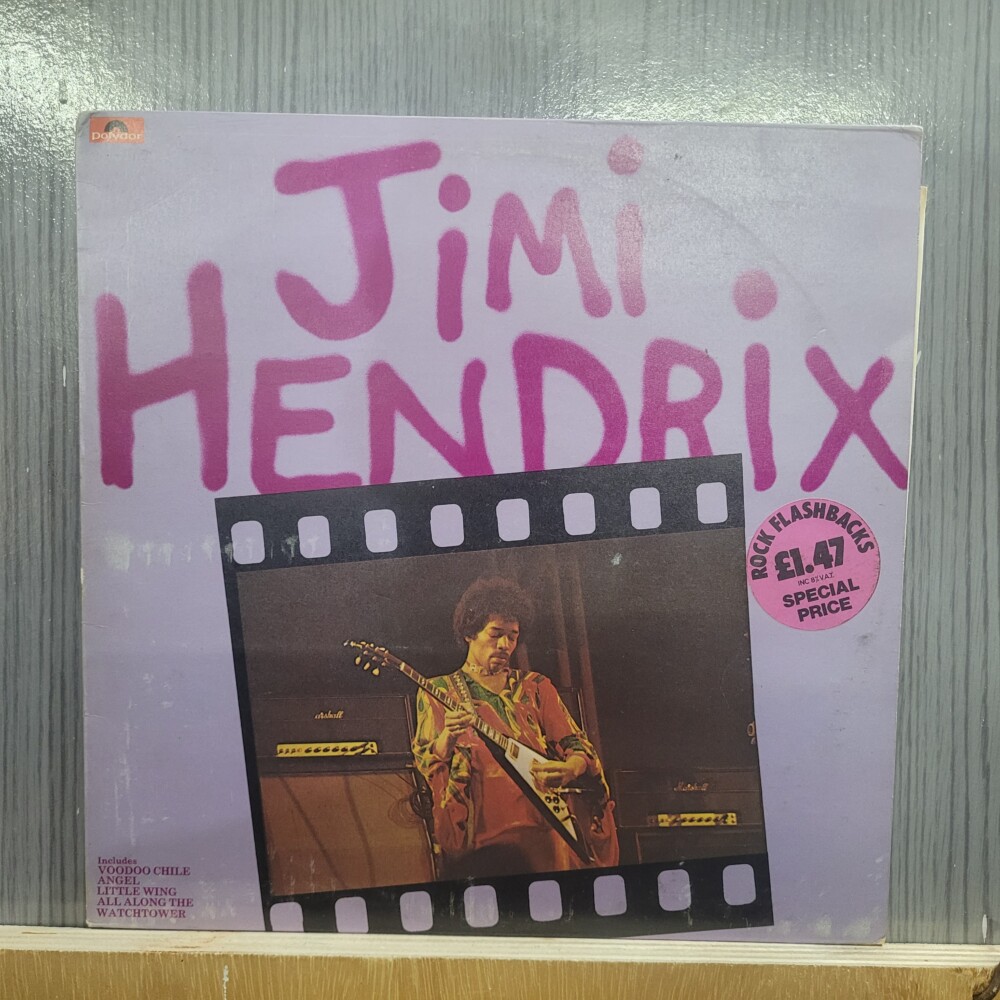 polydor
JiMi
HENDRiX
ROCK FLASHBACKS
£1.47
INC 8% V.A.T.
SPECIAL
PRICE
Marshall
Marshall
Includes
VOODOO CHILE
ANGEL
LITTLE WING
ALL ALONG THE
WATCHTOWER